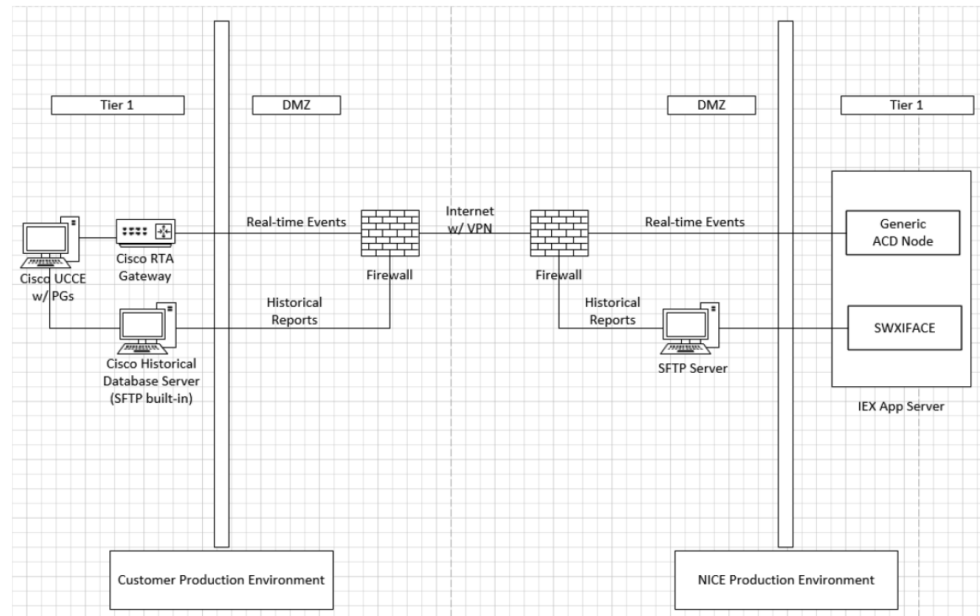 Tier 1
DMZ
DMZ
Tier 1
Cisco UCCE
w/ PGs
Cisco RTA
Gateway
Real-time Events
Firewall
Internet
w/ VPN
Firewall
Real-time Events
Generic
ACD Node
Cisco Historical
Database Server
(SFTP built-in)
Historical
Reports
Historical
Reports
SFTP Server
SWXIFACE
IEX App Server
Customer Production Environment
NICE Production Environment